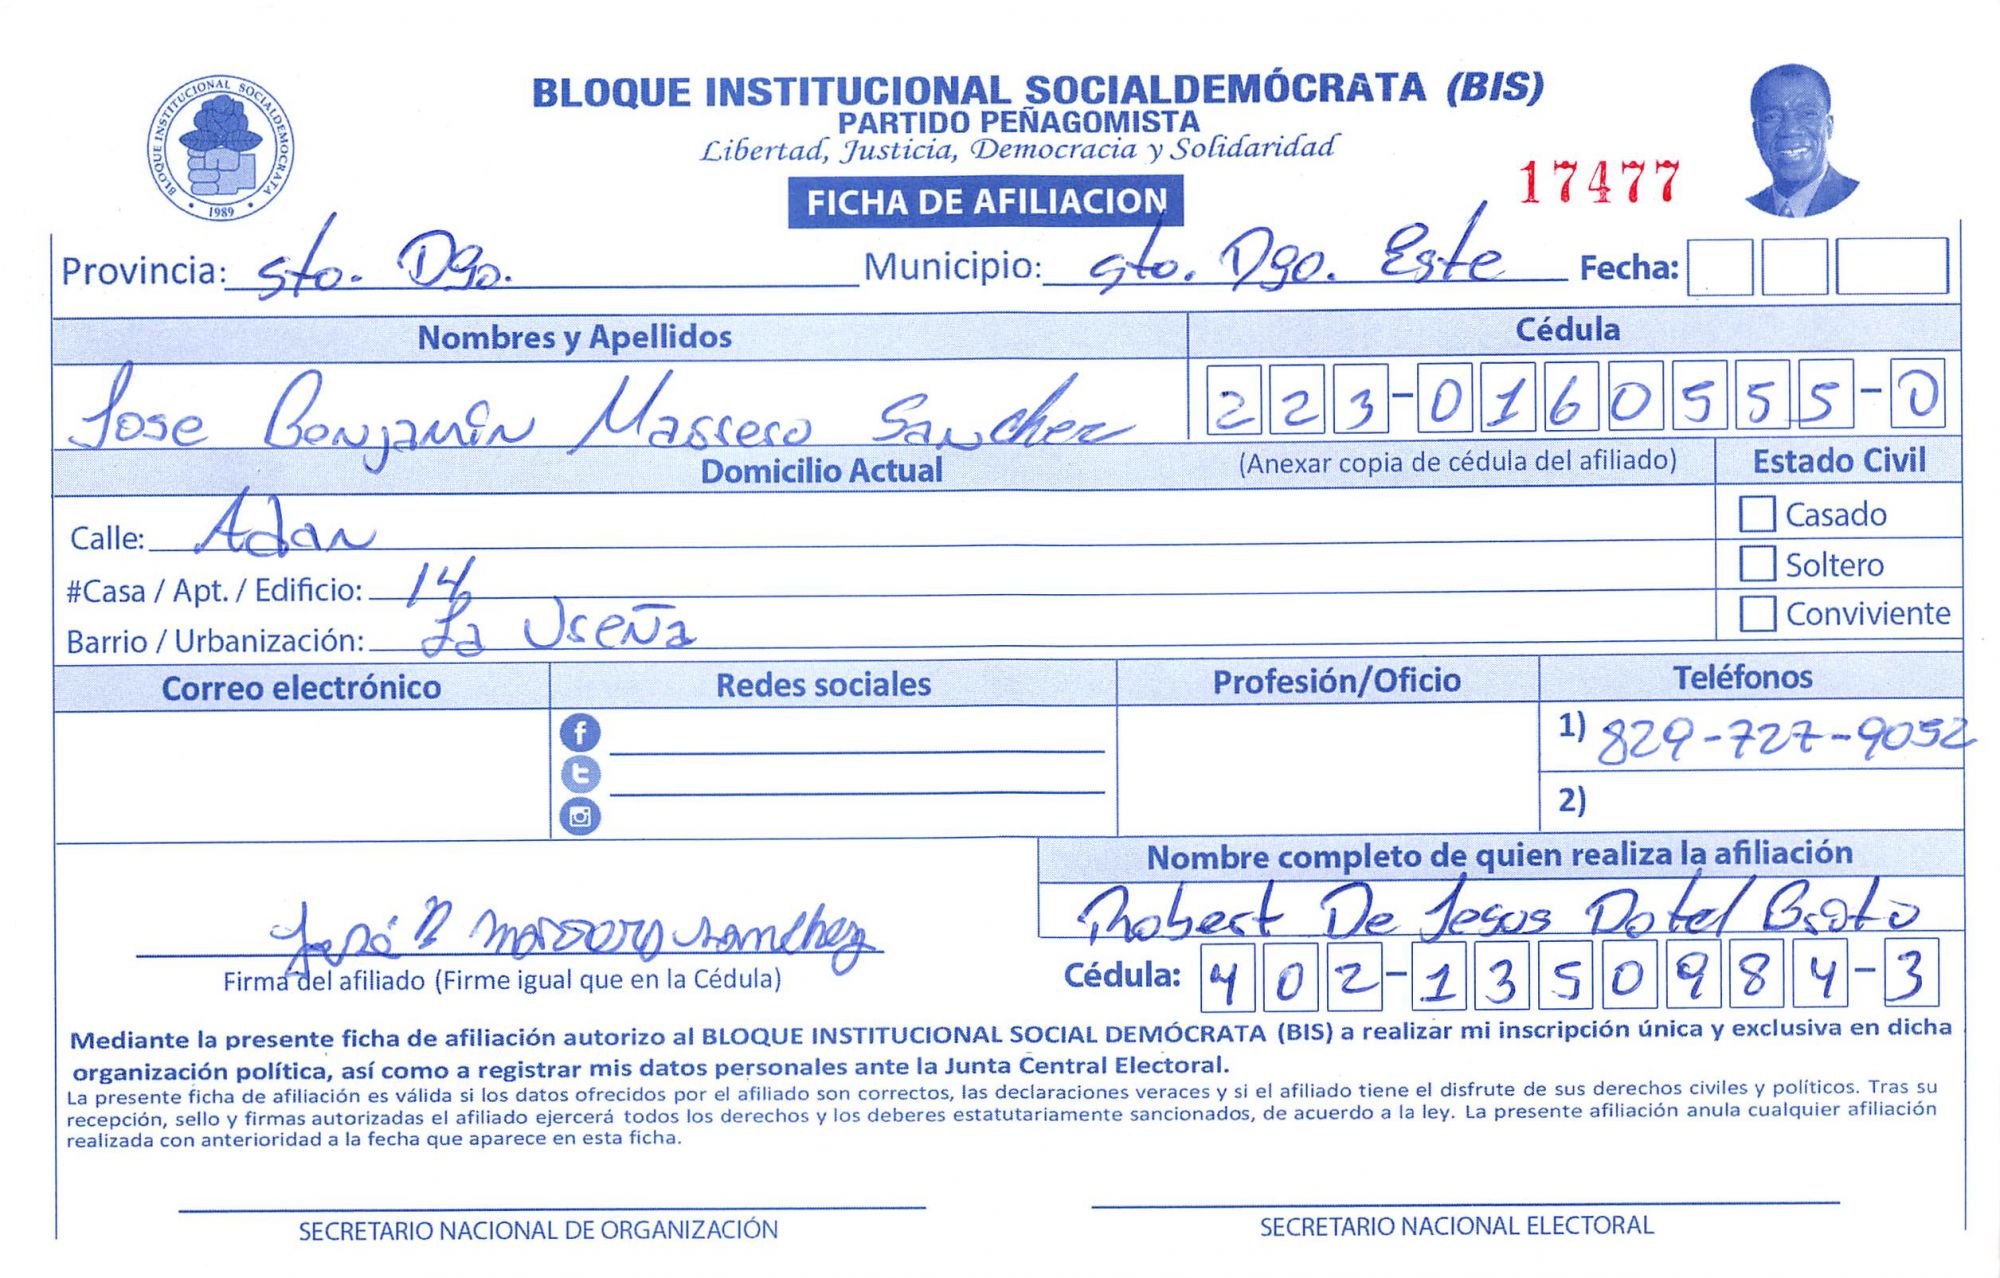 BLOQUE INSTITUCIONAL SOCIALDEMÓCRATA (BIS)
PARTIDO PEÑAGOMISTA
Libertad, Justicia, Democracia y Solidaridad
BLOQUE INSTITUCIONAL SOCIALDEMOCRATA
1989
17477
FICHA DE AFILIACION
Provincia: Sto. Dgo. Municipio: Sto. Dgo. Este Fecha:
Nombres y Apellidos Cédula
Jose Benjamin Massero Sanchez 223-0160555-0
Domicilio Actual (Anexar copia de cédula del afiliado) Estado Civil
Calle: Adan Casado
#Casa / Apt. / Edificio: 14 Soltero
Barrio / Urbanización: La Ureña Conviviente
Correo electrónico Redes sociales Profesión/Oficio Teléfonos
1) 829-727-9052
2)
Nombre completo de quien realiza la afiliación
Robert De Jesus Dotel Brito
José B Massero Sanchez
Firma del afiliado (Firme igual que en la Cédula) Cédula: 402-1350984-3
Mediante la presente ficha de afiliación autorizo al BLOQUE INSTITUCIONAL SOCIAL DEMÓCRATA (BIS) a realizar mi inscripción única y exclusiva en dicha
organización política, así como a registrar mis datos personales ante la Junta Central Electoral.
La presente ficha de afiliación es válida si los datos ofrecidos por el afiliado son correctos, las declaraciones veraces y si el afiliado tiene el disfrute de sus derechos civiles y políticos. Tras su
recepción, sello y firmas autorizadas el afiliado ejercerá todos los derechos y los deberes estatutariamente sancionados, de acuerdo a la ley. La presente afiliación anula cualquier afiliación
realizada con anterioridad a la fecha que aparece en esta ficha.
SECRETARIO NACIONAL DE ORGANIZACIÓN SECRETARIO NACIONAL ELECTORAL